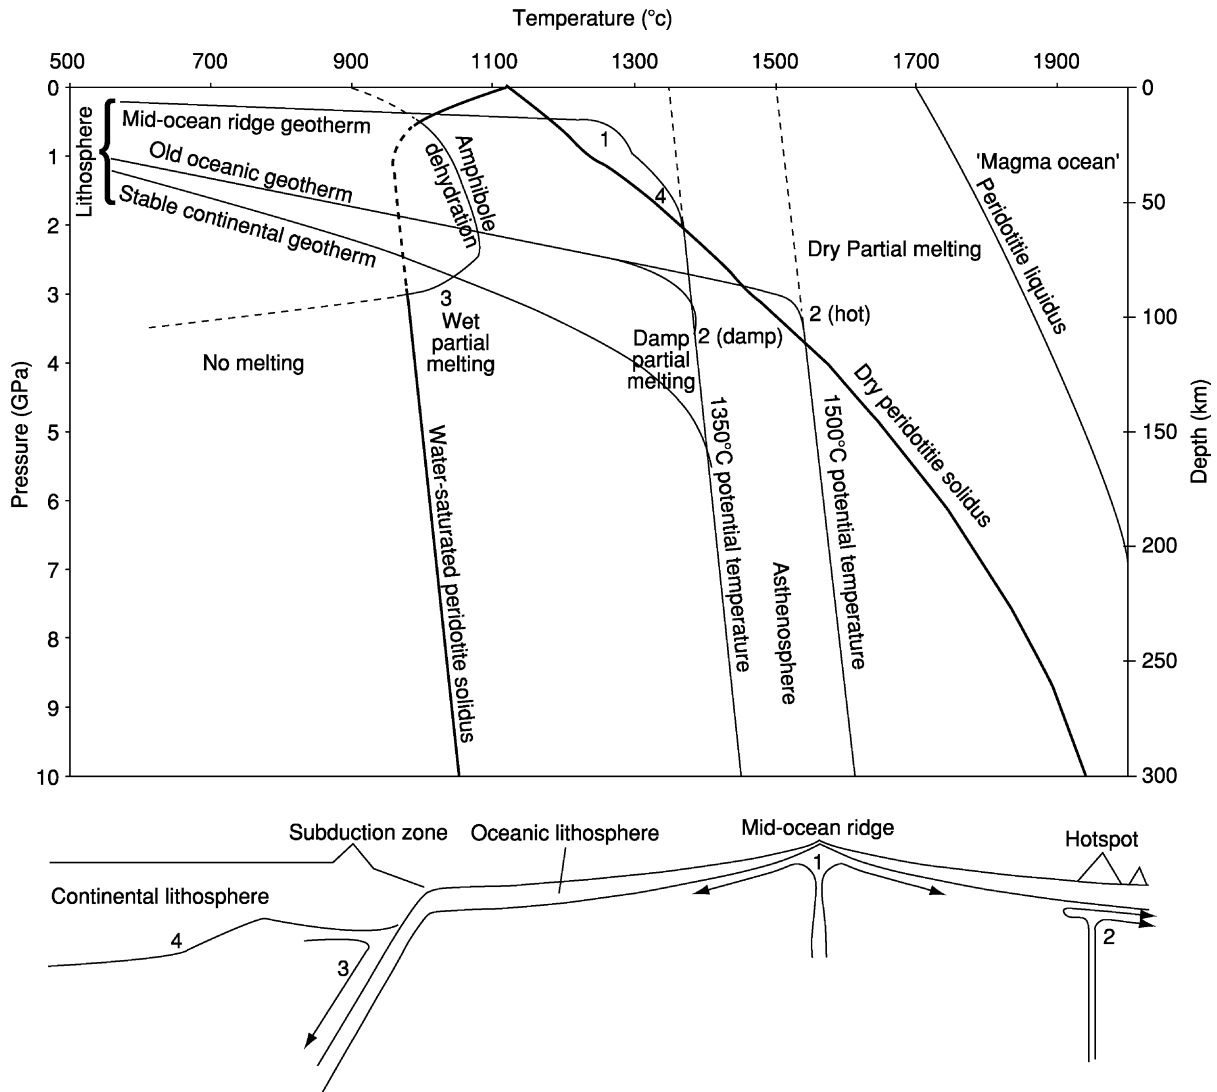 Temperature (°c)
500 700 900 1100 1300 1500 1700 1900
0
1
2
3
4
5
6
7
8
9
10
Pressure (GPa)
0
50
100
150
200
250
300
Depth (km)
Lithosphere
Mid-ocean ridge geotherm
Old oceanic geotherm
Stable continental geotherm
Amphibole
dehydration
1
4
'Magma ocean'
Peridotitie liquidus
Dry Partial melting
2 (hot)
2 (damp)
3
Wet
partial
melting
Damp
partial
melting
No melting
Dry peridotitie solidus
Water-saturated peridotite solidus
1350°C potential temperature
Asthenosphere
1500°C potential temperature
Subduction zone
Oceanic lithosphere
Mid-ocean ridge
Hotspot
Continental lithosphere
1
4
3
2